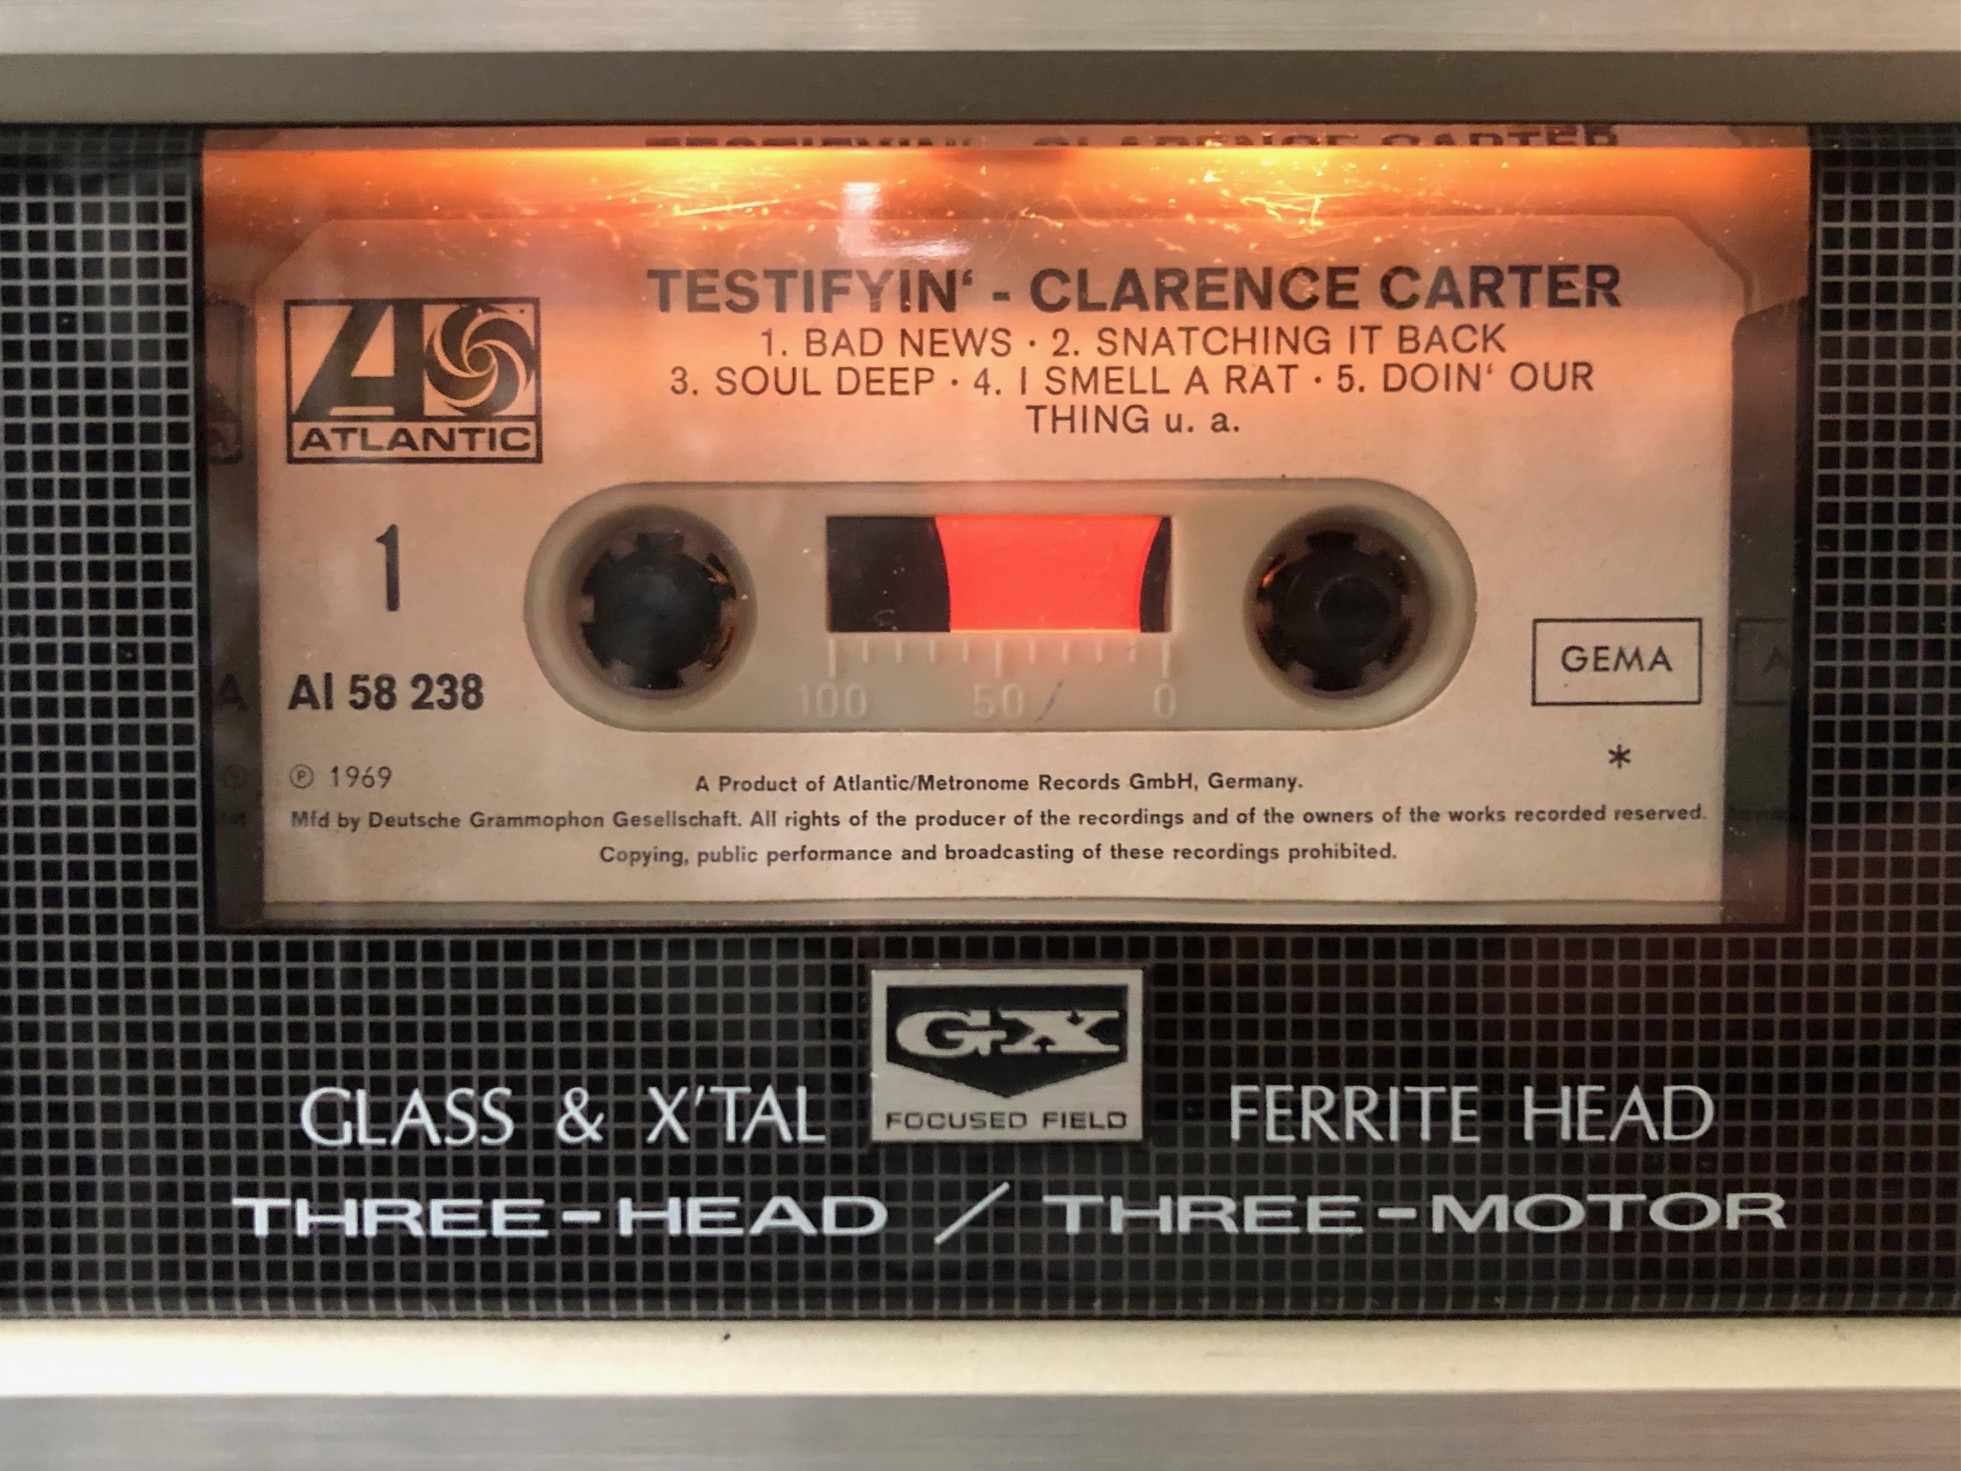 TESTIFYIN‘ - CLARENCE CARTER
1. BAD NEWS · 2. SNATCHING IT BACK
3. SOUL DEEP · 4. I SMELL A RAT · 5. DOIN‘ OUR
THING u. a.
ATLANTIC
1
AI 58 238
100 50 0
GEMA
*
℗ 1969
A Product of Atlantic/Metronome Records GmbH, Germany.
Mfd by Deutsche Grammophon Gesellschaft. All rights of the producer of the recordings and of the owners of the works recorded reserved.
Copying, public performance and broadcasting of these recordings prohibited.
GX
FOCUSED FIELD
GLASS & X'TAL FERRITE HEAD
THREE-HEAD / THREE-MOTOR